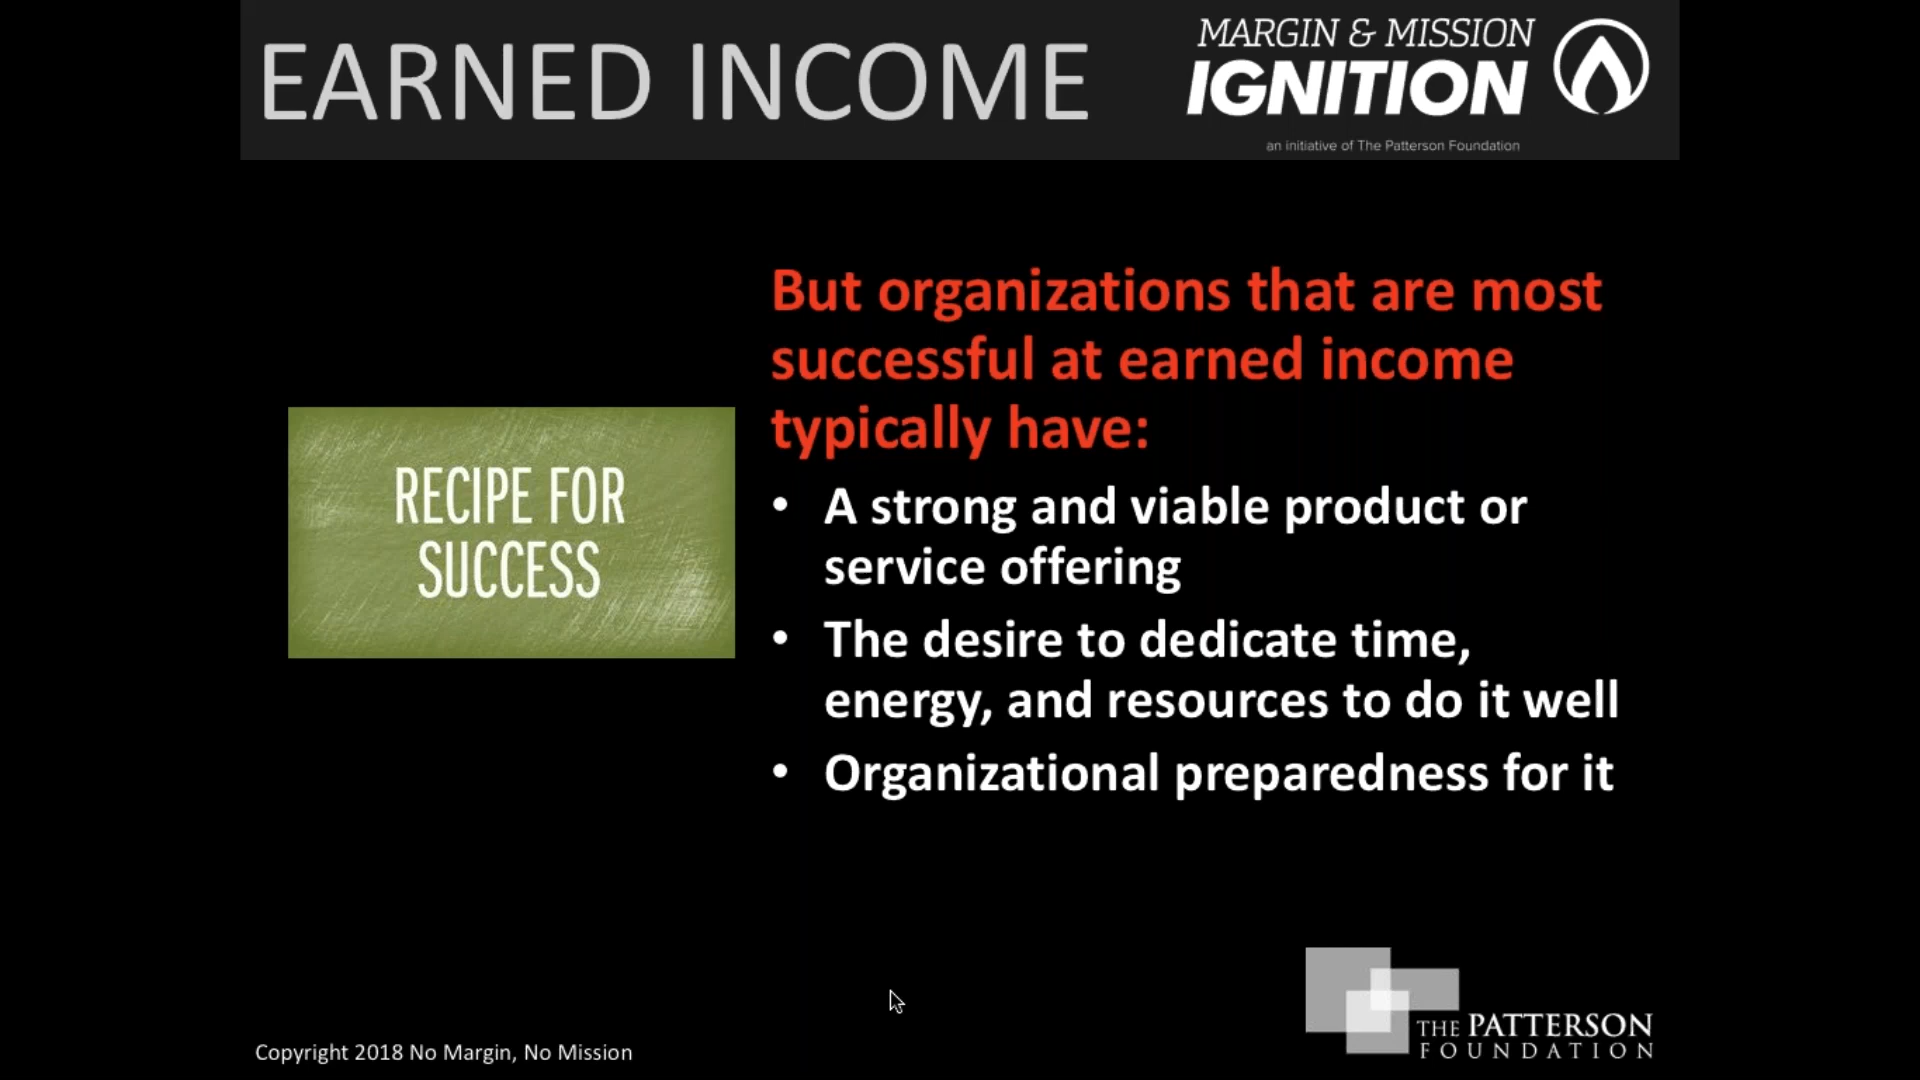 EARNED INCOME
MARGIN & MISSION
IGNITION
an initiative of The Patterson Foundation
But organizations that are most
successful at earned income
typically have:
RECIPE FOR
SUCCESS
• A strong and viable product or
service offering
• The desire to dedicate time,
energy, and resources to do it well
• Organizational preparedness for it
THE PATTERSON
FOUNDATION
Copyright 2018 No Margin, No Mission